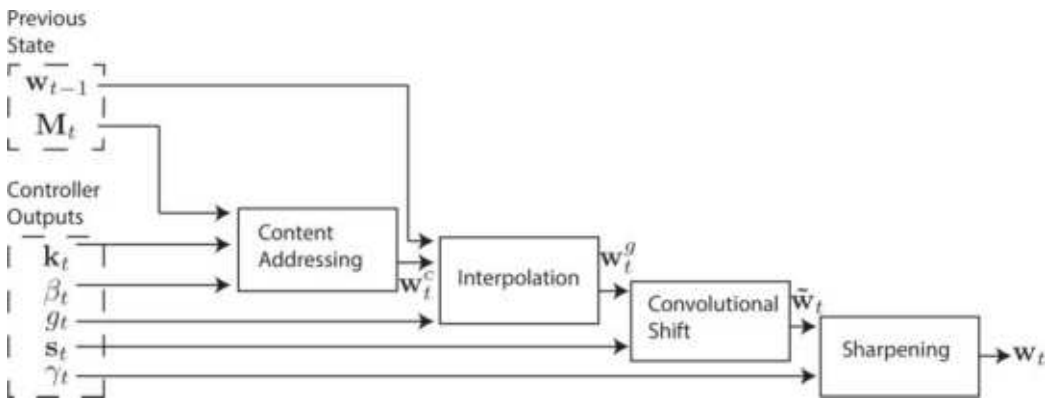 Previous
State
w_{t−1}
M_t
Controller
Outputs
k_t
β_t
g_t
s_t
γ_t
Content
Addressing
w_t^c
Interpolation
w_t^g
Convolutional
Shift
w̃_t
Sharpening
w_t